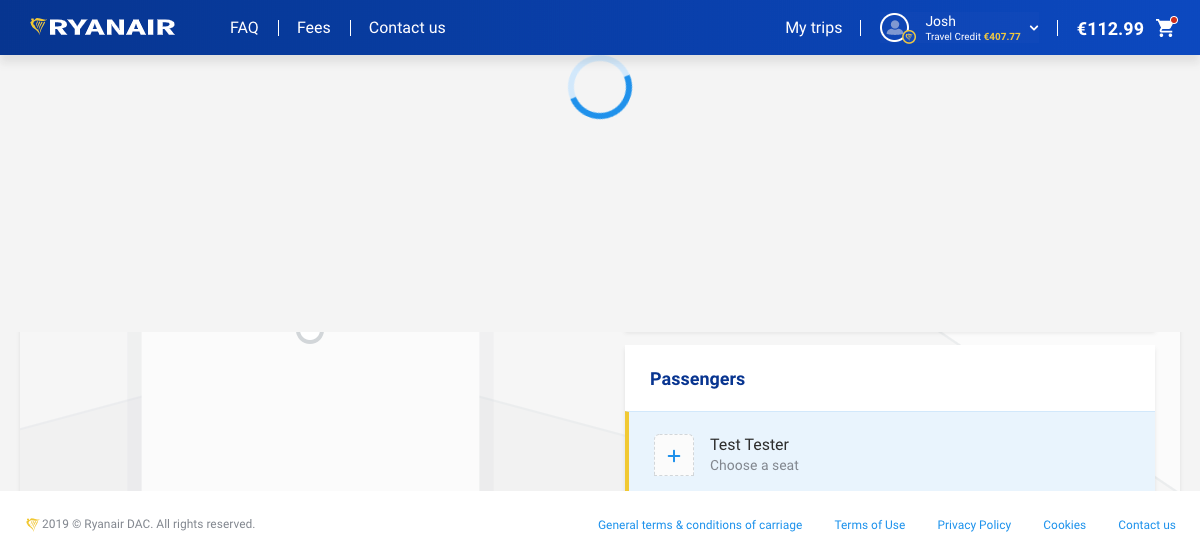 RYANAIR
FAQ
Fees
Contact us
My trips
Josh
Travel Credit €407.77
€112.99
Passengers
Test Tester
Choose a seat
2019 © Ryanair DAC. All rights reserved.
General terms & conditions of carriage
Terms of Use
Privacy Policy
Cookies
Contact us